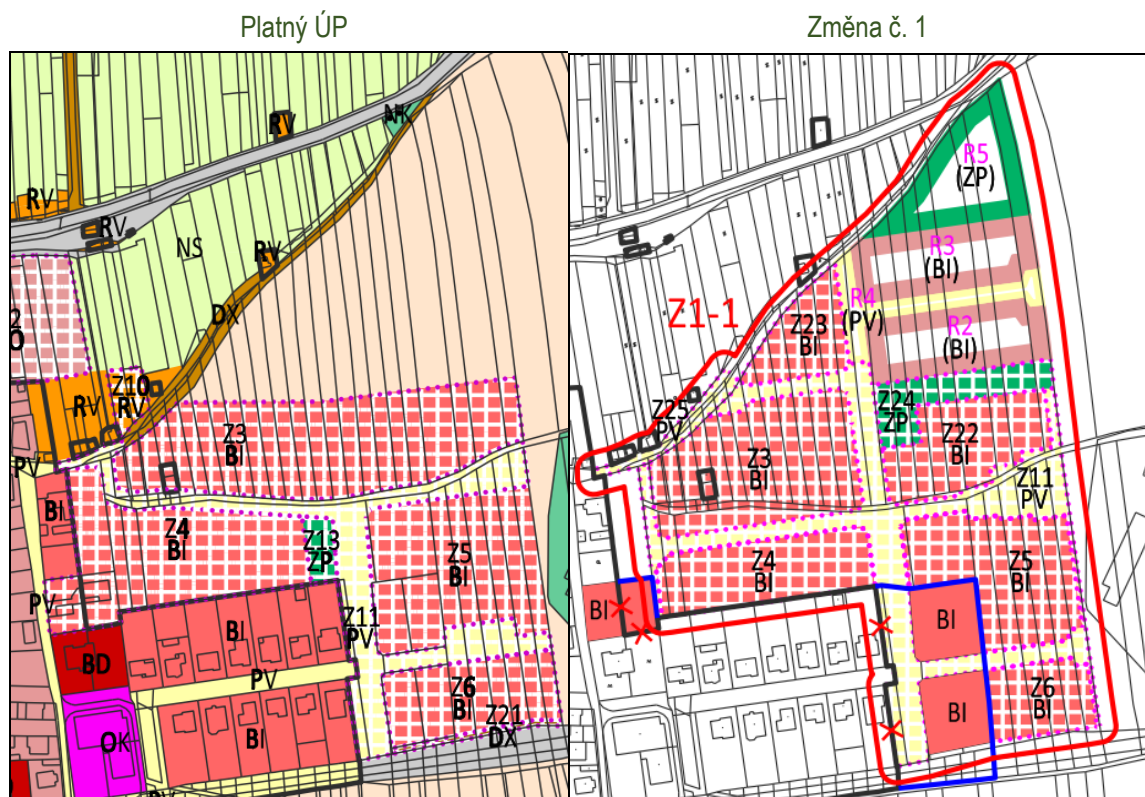 Platný ÚP
Změna č. 1
RV
NK
RV
RV
NS
RV
DX
Z10
RV
RV
Z3
BI
PV
BI
Z4
BI
Z13
ZP
Z5
BI
PV
Z11
PV
BI
BD
PV
Z6
BI
Z21
DX
OK
BI
R5
(ZP)
R3
(BI)
R4
(PV)
Z1-1
Z23
BI
R2
(BI)
Z25
PV
Z24
ZP
Z22
BI
Z3
BI
Z11
PV
Z4
BI
Z5
BI
BI
BI
Z6
BI
BI